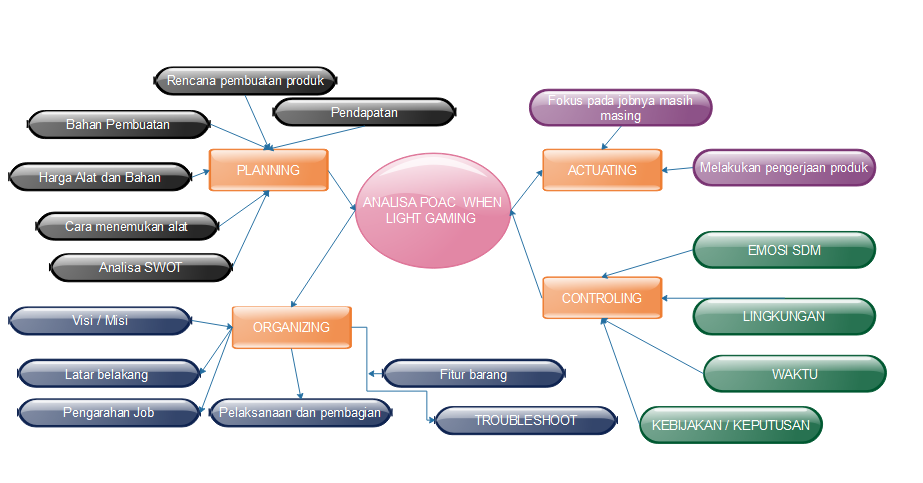 Rencana pembuatan produk
Pendapatan
Bahan Pembuatan
PLANNING
Harga Alat dan Bahan
Cara menemukan alat
Analisa SWOT
ANALISA POAC WHEN
LIGHT GAMING
Fokus pada jobnya masih
masing
ACTUATING
Melakukan pengerjaan produk
EMOSI SDM
CONTROLING
LINGKUNGAN
WAKTU
KEBIJAKAN / KEPUTUSAN
Visi / Misi
ORGANIZING
Latar belakang
Fitur barang
Pengarahan Job
Pelaksanaan dan pembagian
TROUBLESHOOT